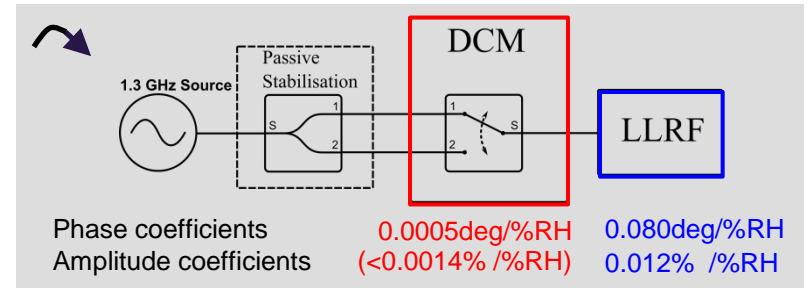 DCM
Passive
Stabilisation
1.3 GHz Source
S
1
2
1
2
S
LLRF
Phase coefficients 0.0005deg/%RH 0.080deg/%RH
Amplitude coefficients (<0.0014% /%RH) 0.012% /%RH